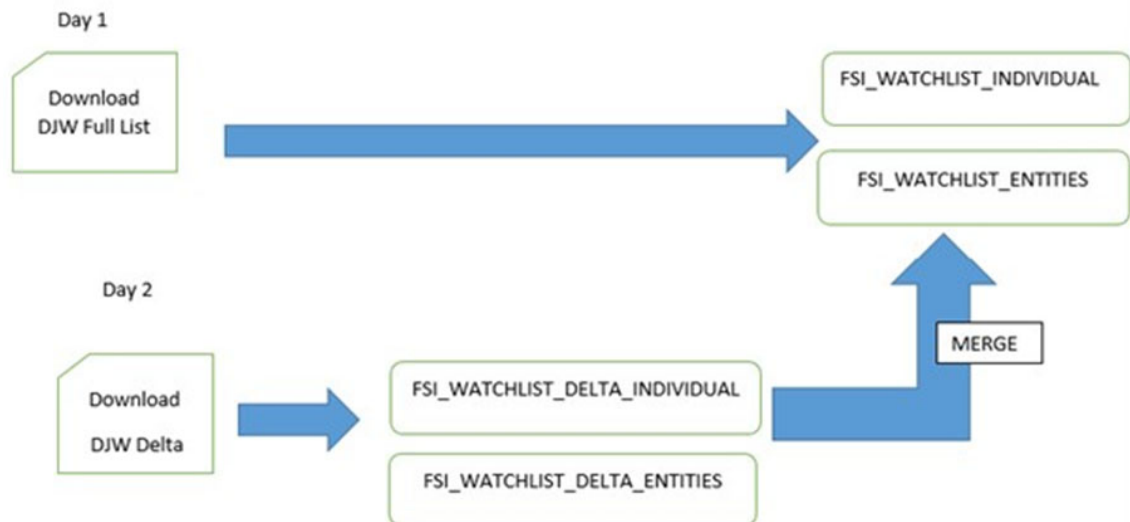 Day 1
Download
DJW Full List
FSI_WATCHLIST_INDIVIDUAL
FSI_WATCHLIST_ENTITIES
Day 2
Download
DJW Delta
FSI_WATCHLIST_DELTA_INDIVIDUAL
FSI_WATCHLIST_DELTA_ENTITIES
MERGE